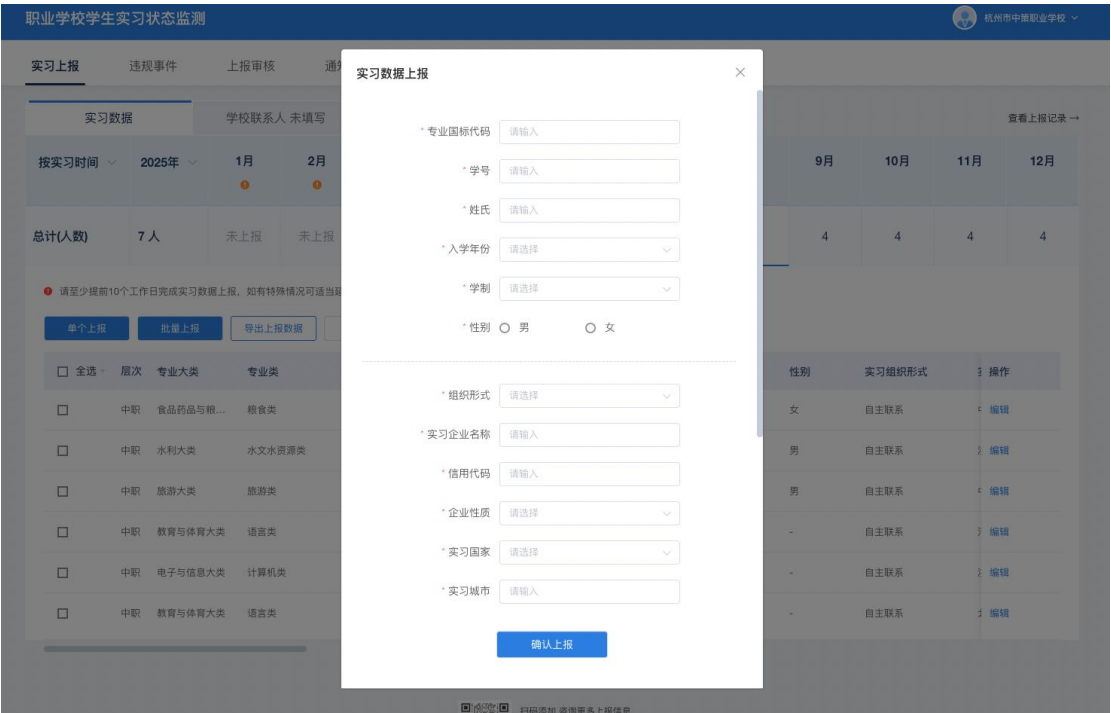 职业学校学生实习状态监测 杭州市中策职业学校
实习上报 违规事件 上报审核
实习数据 学校联系人 未填写 查看上报记录 →
按实习时间 2025年 1月 2月 9月 10月 11月 12月
总计(人数) 7人 未上报 未上报 4 4 4 4
请至少提前10个工作日完成实习数据上报、如有特殊情况可适当
单个上报 批量上报 导出上报数据
全选 层次 专业大类 专业类 性别 实习组织形式 操作
中职 食品药品与粮... 粮食类 女 自主联系 编辑
中职 水利大类 水文水资源类 男 自主联系 编辑
中职 旅游大类 旅游类 男 自主联系 编辑
中职 教育与体育大类 语言类 - 自主联系 编辑
中职 电子与信息大类 计算机类 - 自主联系 编辑
中职 教育与体育大类 语言类 - 自主联系 编辑
实习数据上报
* 专业国标代码 请输入
* 学号 请输入
* 姓氏 请输入
* 入学年份 请选择
* 学制 请选择
* 性别 男 女
* 组织形式 请选择
* 实习企业名称 请输入
* 信用代码 请输入
* 企业性质 请选择
* 实习国家 请选择
* 实习城市 请输入
确认上报
扫码添加 咨询更多上报信息